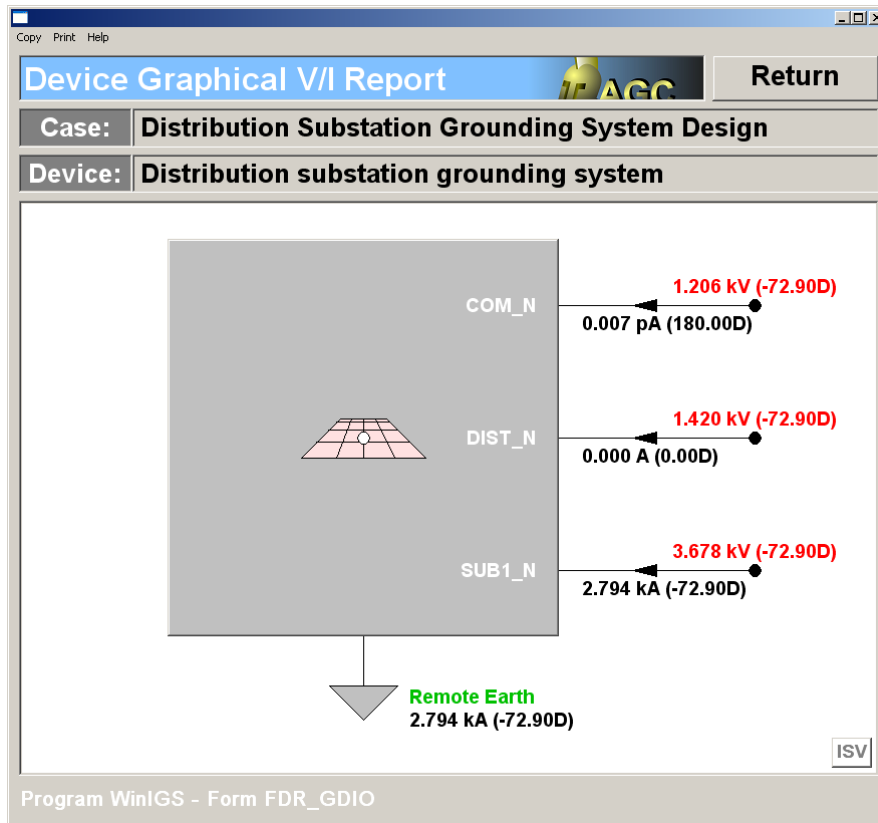 Copy Print Help
Device Graphical V/I Report
AGC
Return
Case: Distribution Substation Grounding System Design
Device: Distribution substation grounding system
1.206 kV (-72.90D)
COM_N
0.007 pA (180.00D)
1.420 kV (-72.90D)
DIST_N
0.000 A (0.00D)
3.678 kV (-72.90D)
SUB1_N
2.794 kA (-72.90D)
Remote Earth
2.794 kA (-72.90D)
ISV
Program WinIGS - Form FDR_GDIO